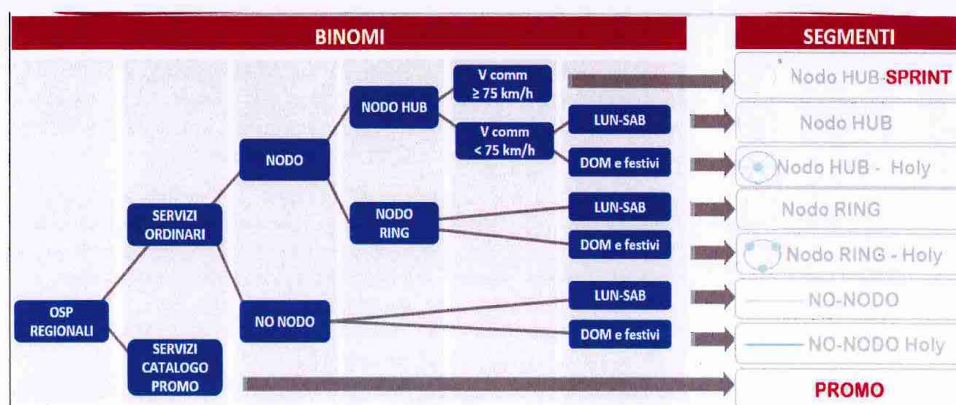 BINOMI
SEGMENTI
V comm
≥ 75 km/h
Nodo HUB-SPRINT
NODO HUB
V comm
< 75 km/h
LUN-SAB
Nodo HUB
NODO
DOM e festivi
Nodo HUB - Holy
SERVIZI
ORDINARI
NODO
RING
LUN-SAB
Nodo RING
DOM e festivi
Nodo RING - Holy
OSP
REGIONALI
NO NODO
LUN-SAB
NO-NODO
DOM e festivi
NO-NODO Holy
SERVIZI
CATALOGO
PROMO
PROMO